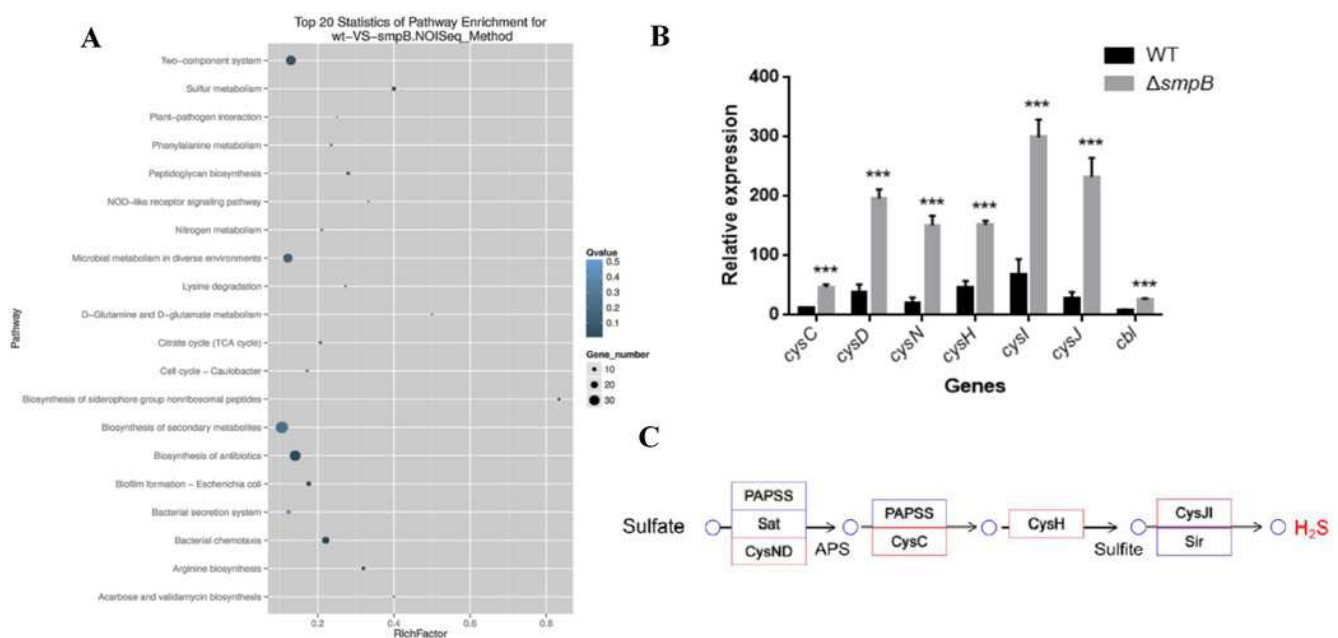 A
Top 20 Statistics of Pathway Enrichment for
wt-VS-smpB.NOISeq_Method
Pathway
Two-component system
Sulfur metabolism
Plant-pathogen interaction
Phenylalanine metabolism
Peptidoglycan biosynthesis
NOD-like receptor signaling pathway
Nitrogen metabolism
Microbial metabolism in diverse environments
Lysine degradation
D-Glutamine and D-glutamate metabolism
Citrate cycle (TCA cycle)
Cell cycle - Caulobacter
Biosynthesis of siderophore group nonribosomal peptides
Biosynthesis of secondary metabolites
Biosynthesis of antibiotics
Biofilm formation - Escherichia coli
Bacterial secretion system
Bacterial chemotaxis
Arginine biosynthesis
Acarbose and validamycin biosynthesis
0.2 0.4 0.6 0.8
RichFactor
Qvalue
0.5
0.4
0.3
0.2
0.1
Gene_number
10
20
30
B
WT
ΔsmpB
Relative expression
400
300
200
100
0
*** *** *** *** *** *** ***
cysC cysD cysN cysH cysI cysJ cbl
Genes
C
Sulfate
PAPSS
Sat
CysND
APS
PAPSS
CysC
CysH
Sulfite
CysJI
Sir
H₂S